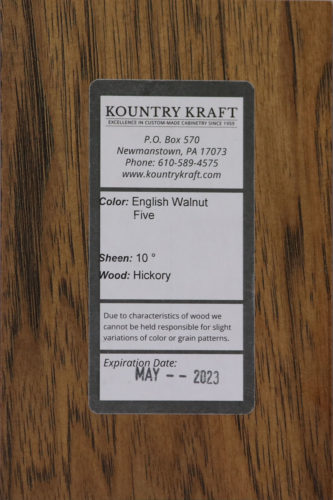 KOUNTRY KRAFT
EXCELLENCE IN CUSTOM-MADE CABINETRY SINCE 1959
P.O. Box 570
Newmanstown, PA 17073
Phone: 610-589-4575
www.kountrykraft.com
Color: English Walnut
Five
Sheen: 10 °
Wood: Hickory
Due to characteristics of wood we
cannot be held responsible for slight
variations of color or grain patterns.
Expiration Date:
MAY -- 2023